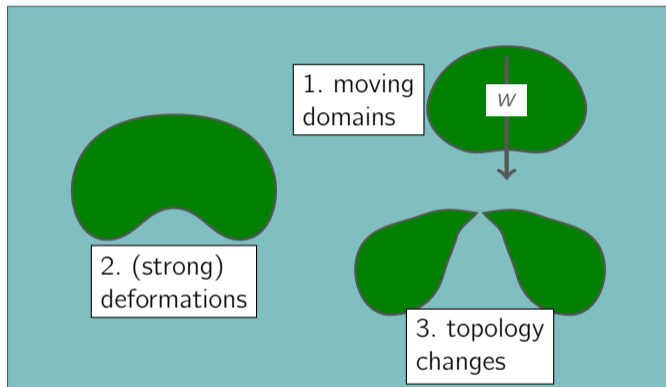 1. moving
domains
w
2. (strong)
deformations
3. topology
changes